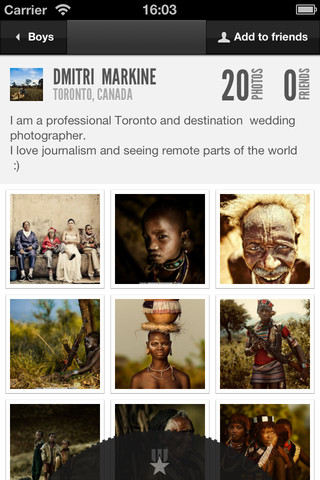 Carrier 16:03
Boys
Add to friends
DMITRI MARKINE
TORONTO, CANADA
20 PHOTOS
0 FRIENDS
I am a professional Toronto and destination wedding
photographer.
I love journalism and seeing remote parts of the world
:)